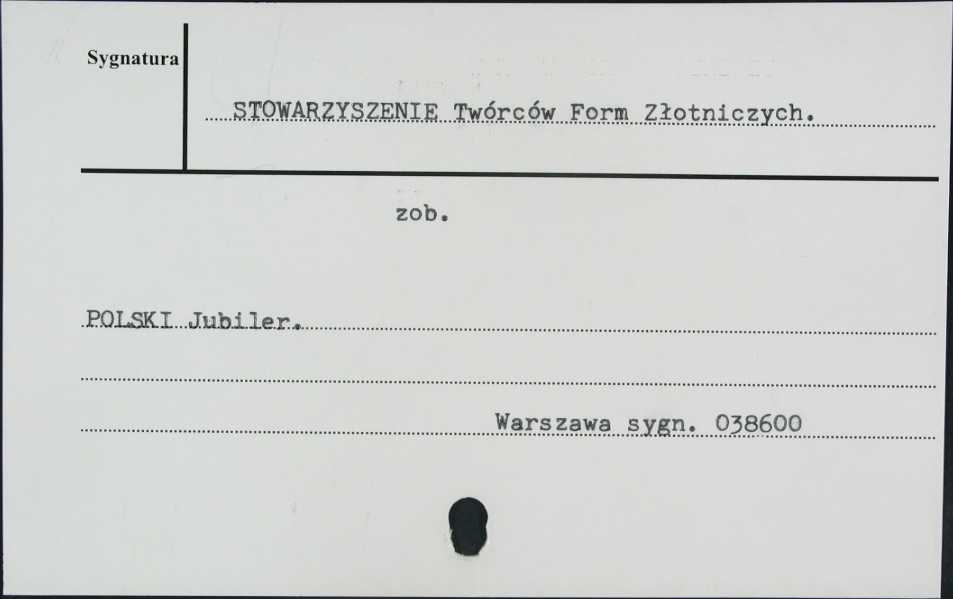 Sygnatura
STOWARZYSZENIE Twórców Form Złotniczych.
zob.
POLSKI Jubiler.
Warszawa sygn. 038600